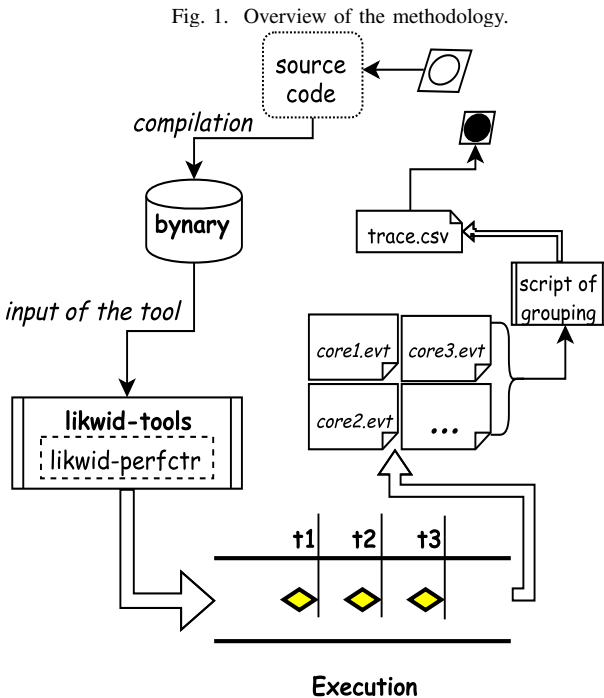 Fig. 1. Overview of the methodology.
source
code
compilation
bynary
trace.csv
input of the tool
script of
grouping
core1.evt
core3.evt
core2.evt
...
likwid-tools
likwid-perfctr
t1
t2
t3
Execution